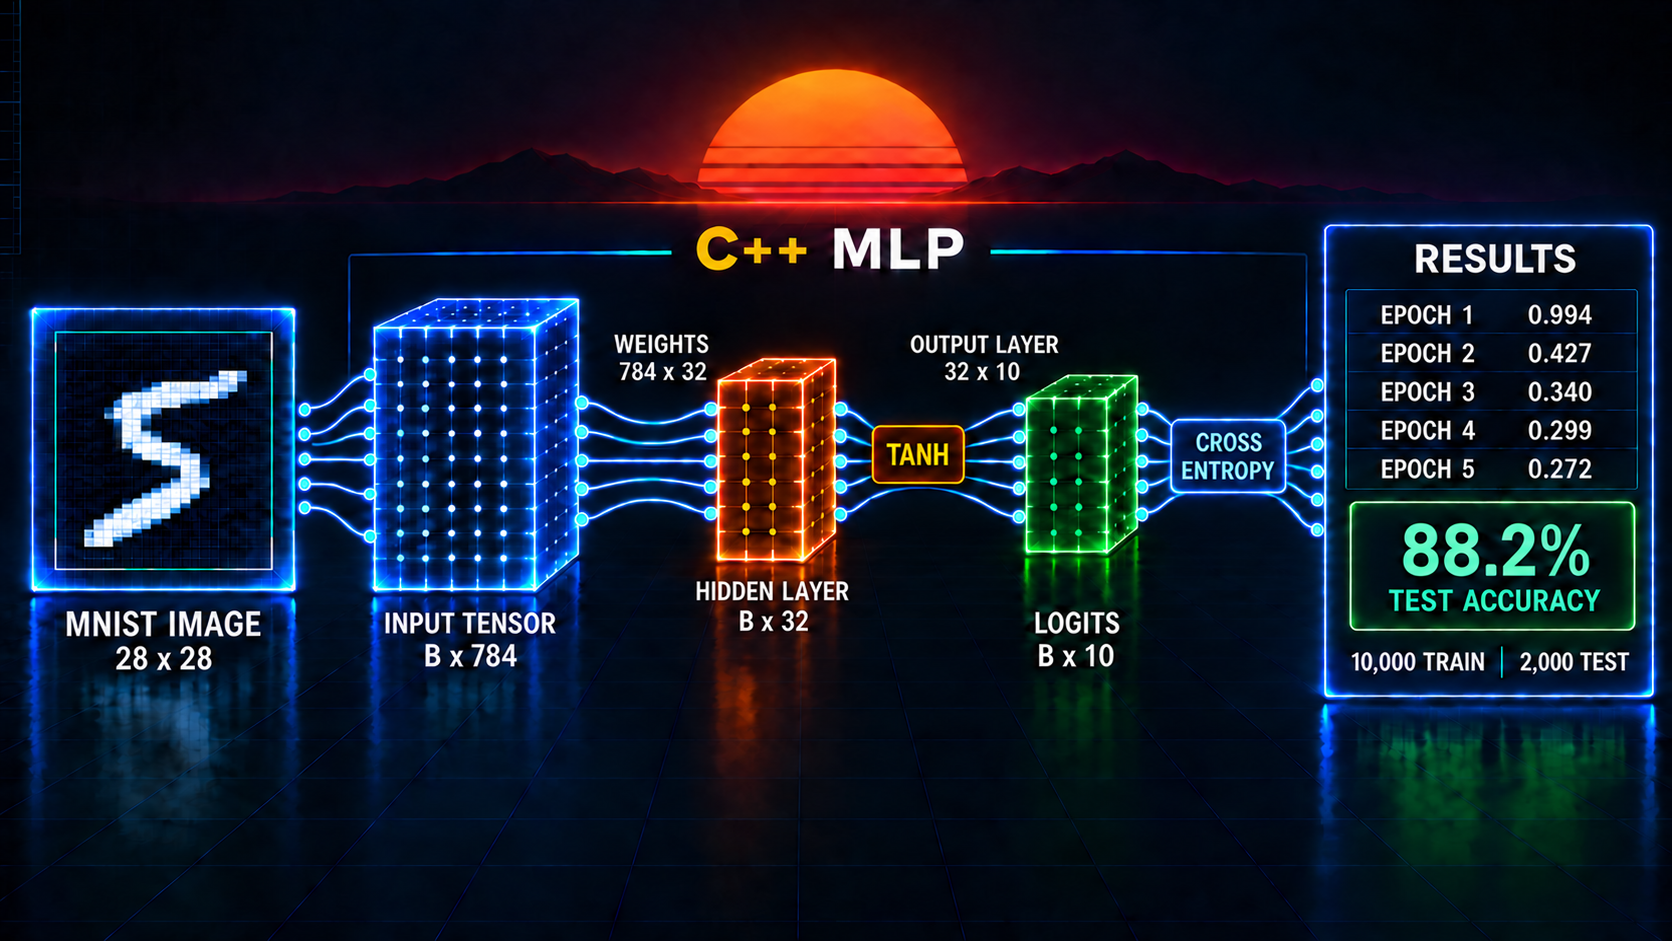 C++ MLP
MNIST IMAGE
28 x 28
INPUT TENSOR
B x 784
WEIGHTS
784 x 32
HIDDEN LAYER
B x 32
TANH
OUTPUT LAYER
32 x 10
LOGITS
B x 10
CROSS
ENTROPY
RESULTS
EPOCH 1 0.994
EPOCH 2 0.427
EPOCH 3 0.340
EPOCH 4 0.299
EPOCH 5 0.272
88.2%
TEST ACCURACY
10,000 TRAIN | 2,000 TEST